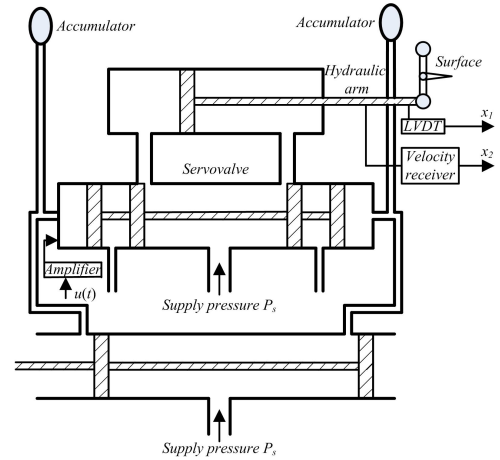 Accumulator
Accumulator
Surface
Hydraulic
arm
LVDT
x1
Velocity
receiver
x2
Servovalve
Amplifier
u(t)
Supply pressure Ps
Supply pressure Ps